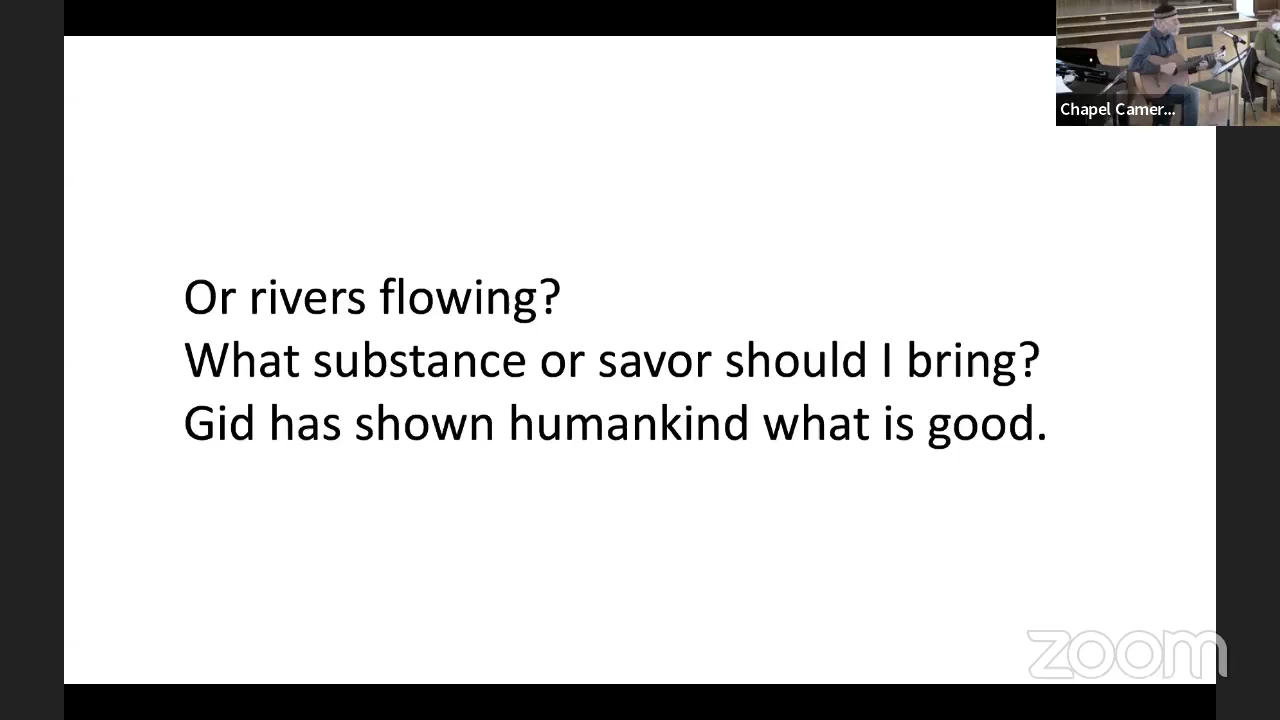 Chapel Camer...
Or rivers flowing?
What substance or savor should I bring?
Gid has shown humankind what is good.
zoom